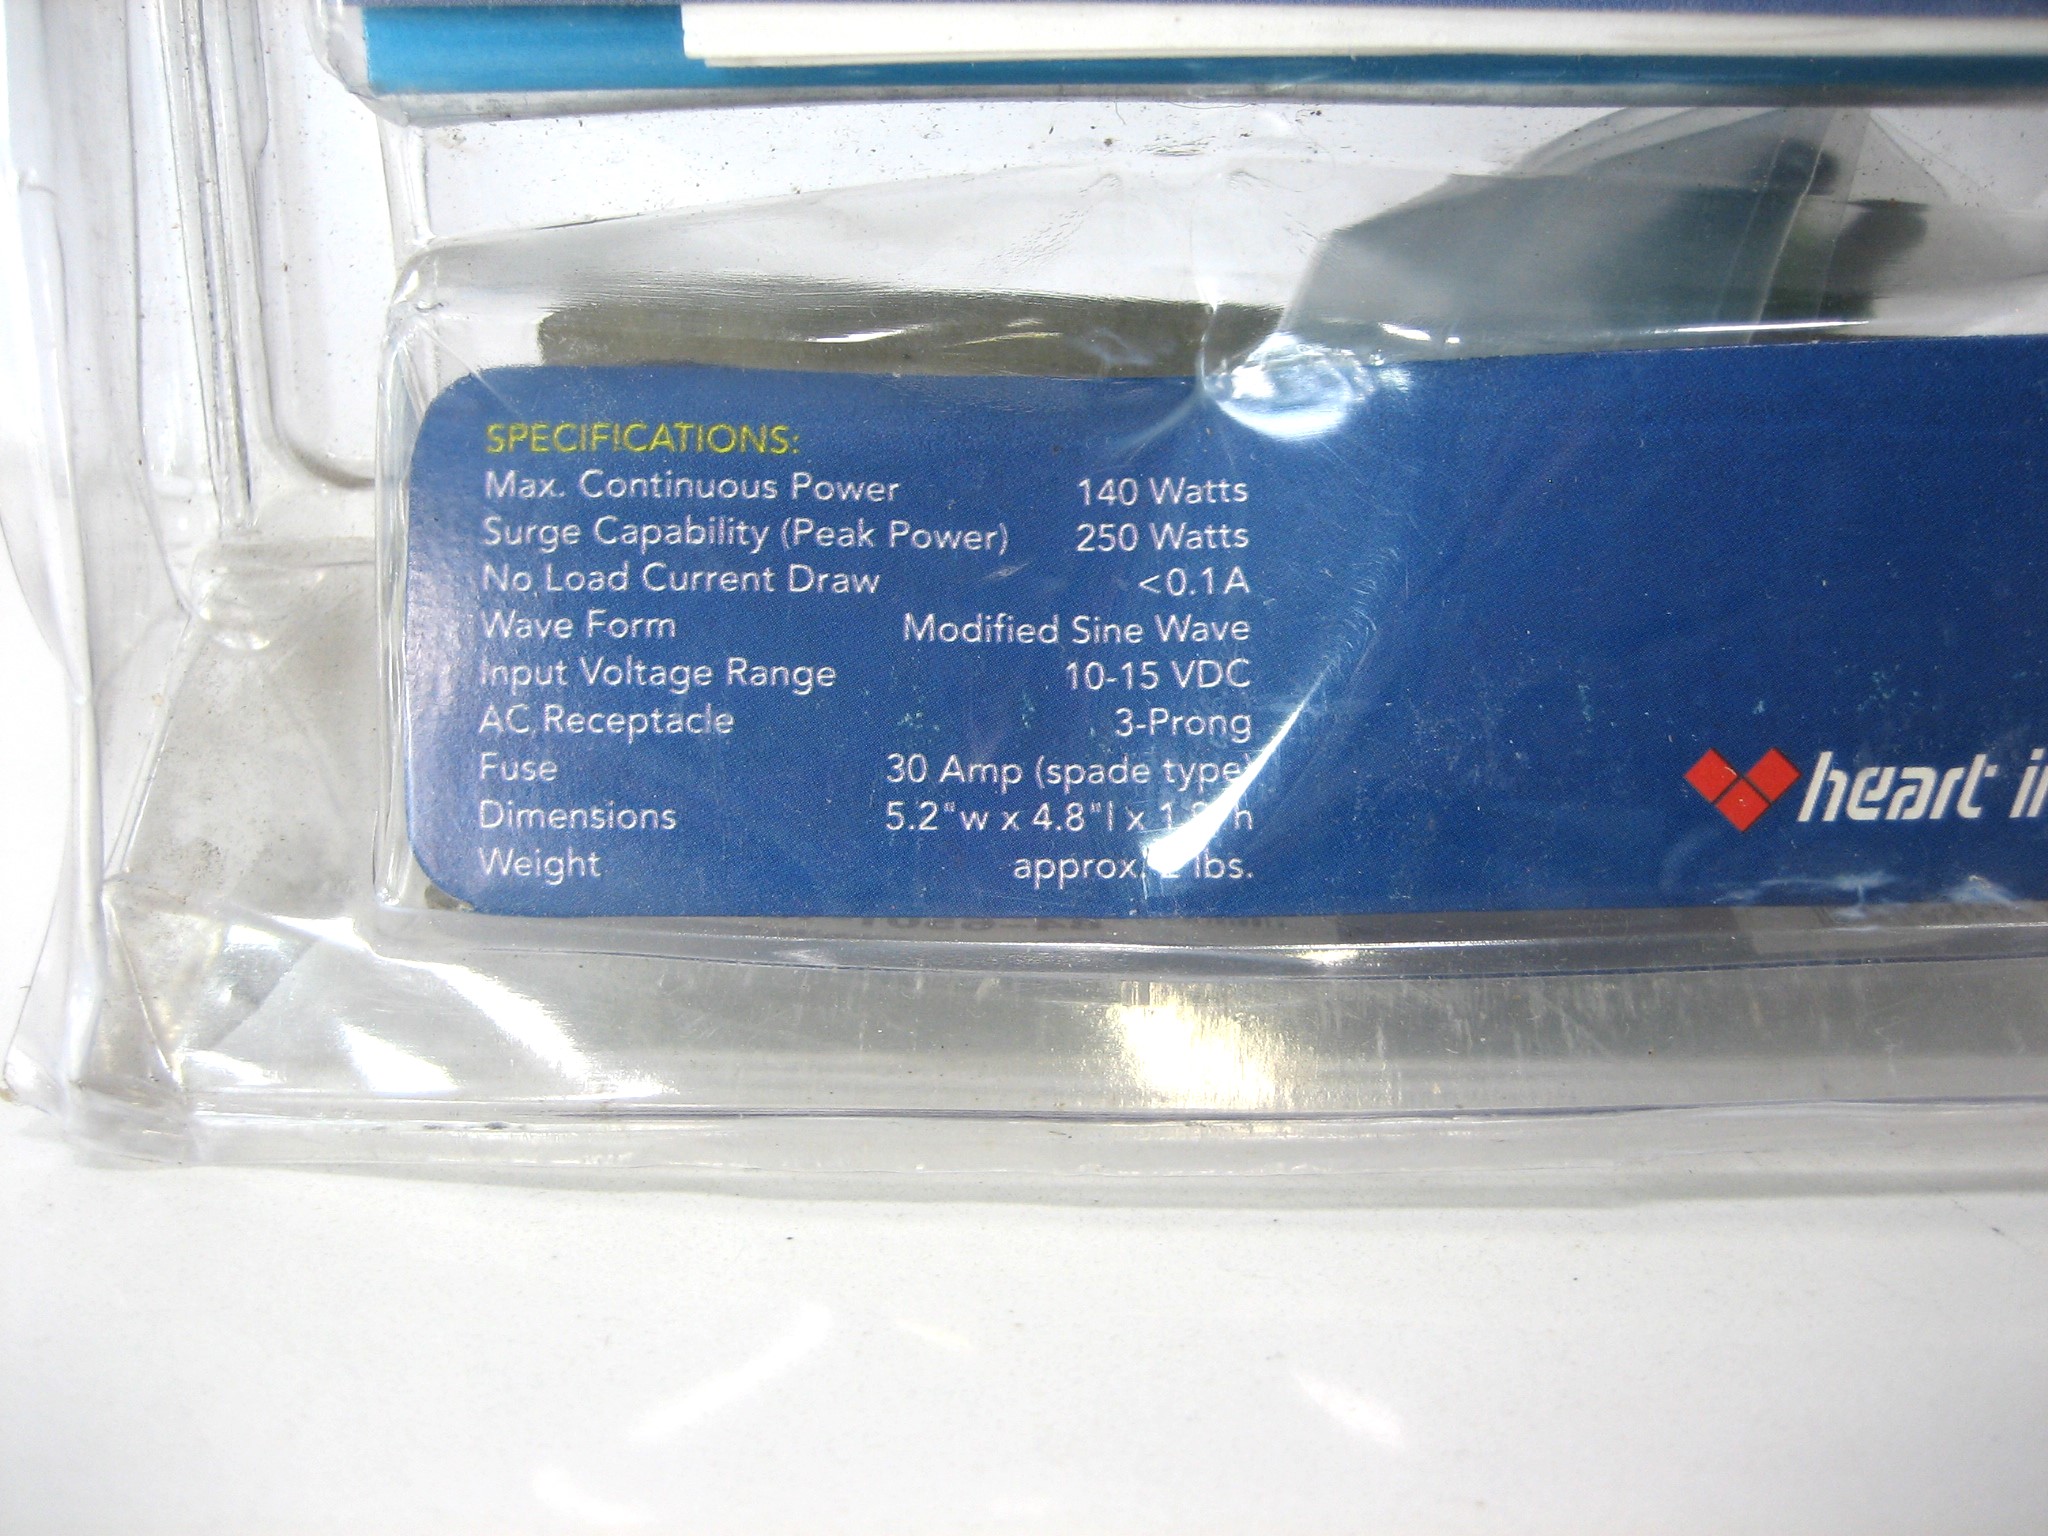 SPECIFICATIONS:
Max. Continuous Power 140 Watts
Surge Capability (Peak Power) 250 Watts
No Load Current Draw <0.1A
Wave Form Modified Sine Wave
Input Voltage Range 10-15 VDC
AC Receptacle 3-Prong
Fuse 30 Amp (spade type)
Dimensions 5.2"w x 4.8"l x h
Weight approx. lbs.
heart